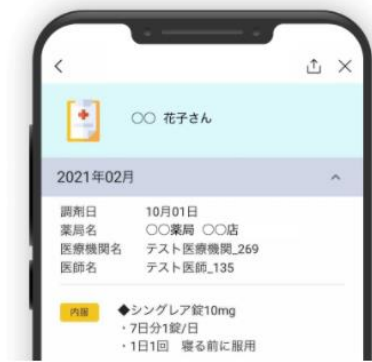 〇〇 花子さん
2021年02月
調剤日 10月01日
薬局名 〇〇薬局 〇〇店
医療機関名 テスト医療機関_269
医師名 テスト医師_135
内服 ◆シングレア錠10mg
・7日分1錠/日
・1日1回 寝る前に服用